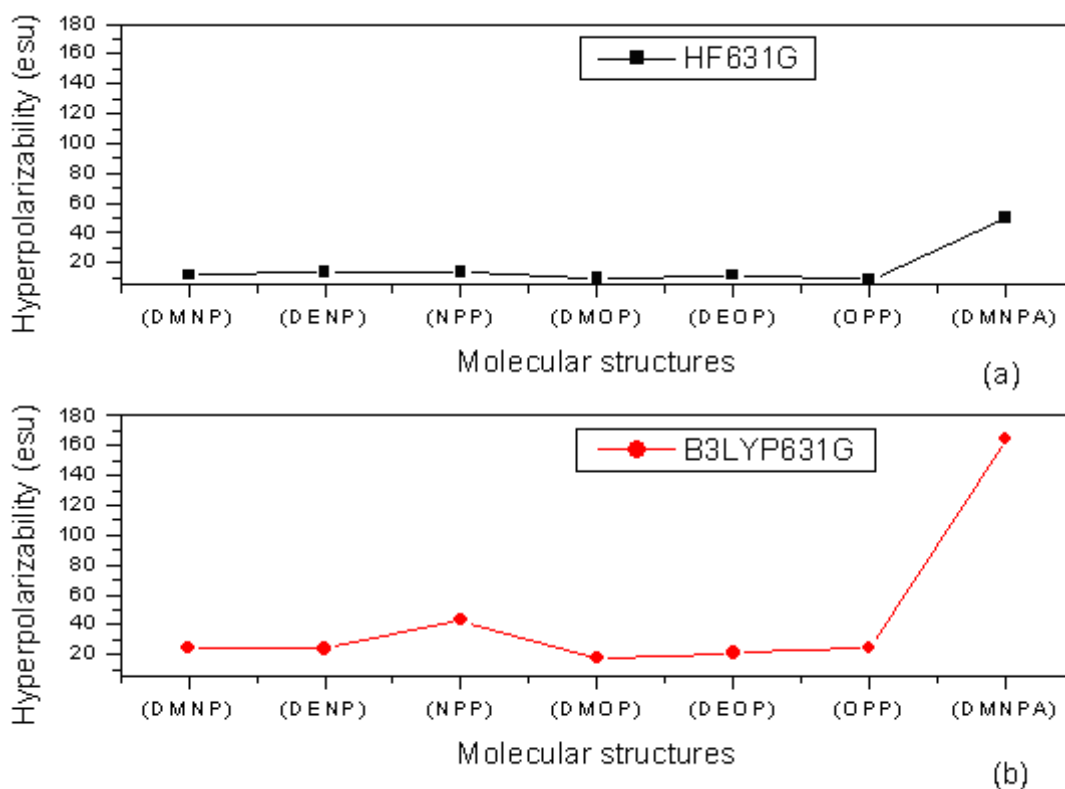 Hyperpolarizability (esu)
180
160
140
120
100
80
60
40
20
HF631G
(DMNP) (DENP) (NPP) (DMOP) (DEOP) (OPP) (DMNPA)
Molecular structures
(a)
Hyperpolarizability (esu)
180
160
140
120
100
80
60
40
20
B3LYP631G
(DMNP) (DENP) (NPP) (DMOP) (DEOP) (OPP) (DMNPA)
Molecular structures
(b)